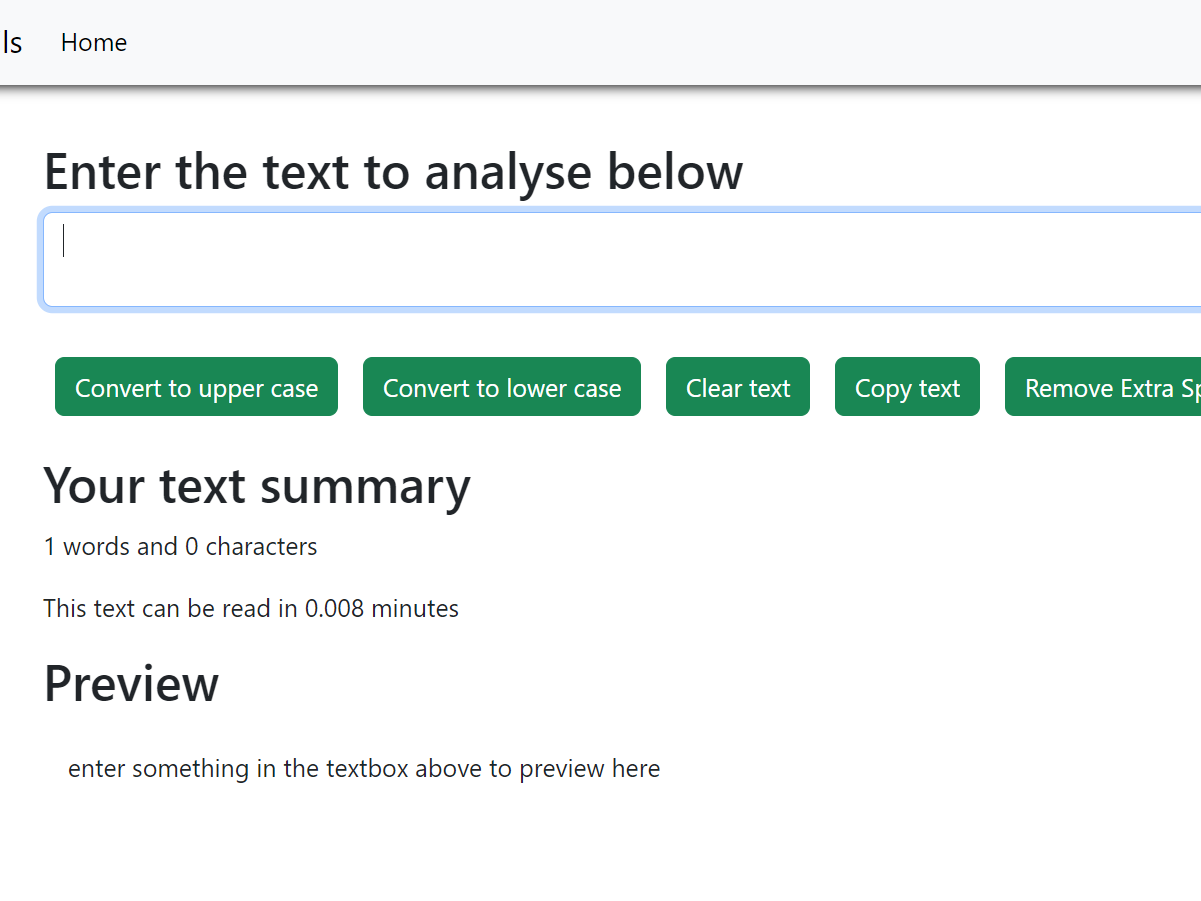 ls Home
Enter the text to analyse below
Convert to upper case Convert to lower case Clear text Copy text Remove Extra Sp
Your text summary
1 words and 0 characters
This text can be read in 0.008 minutes
Preview
enter something in the textbox above to preview here